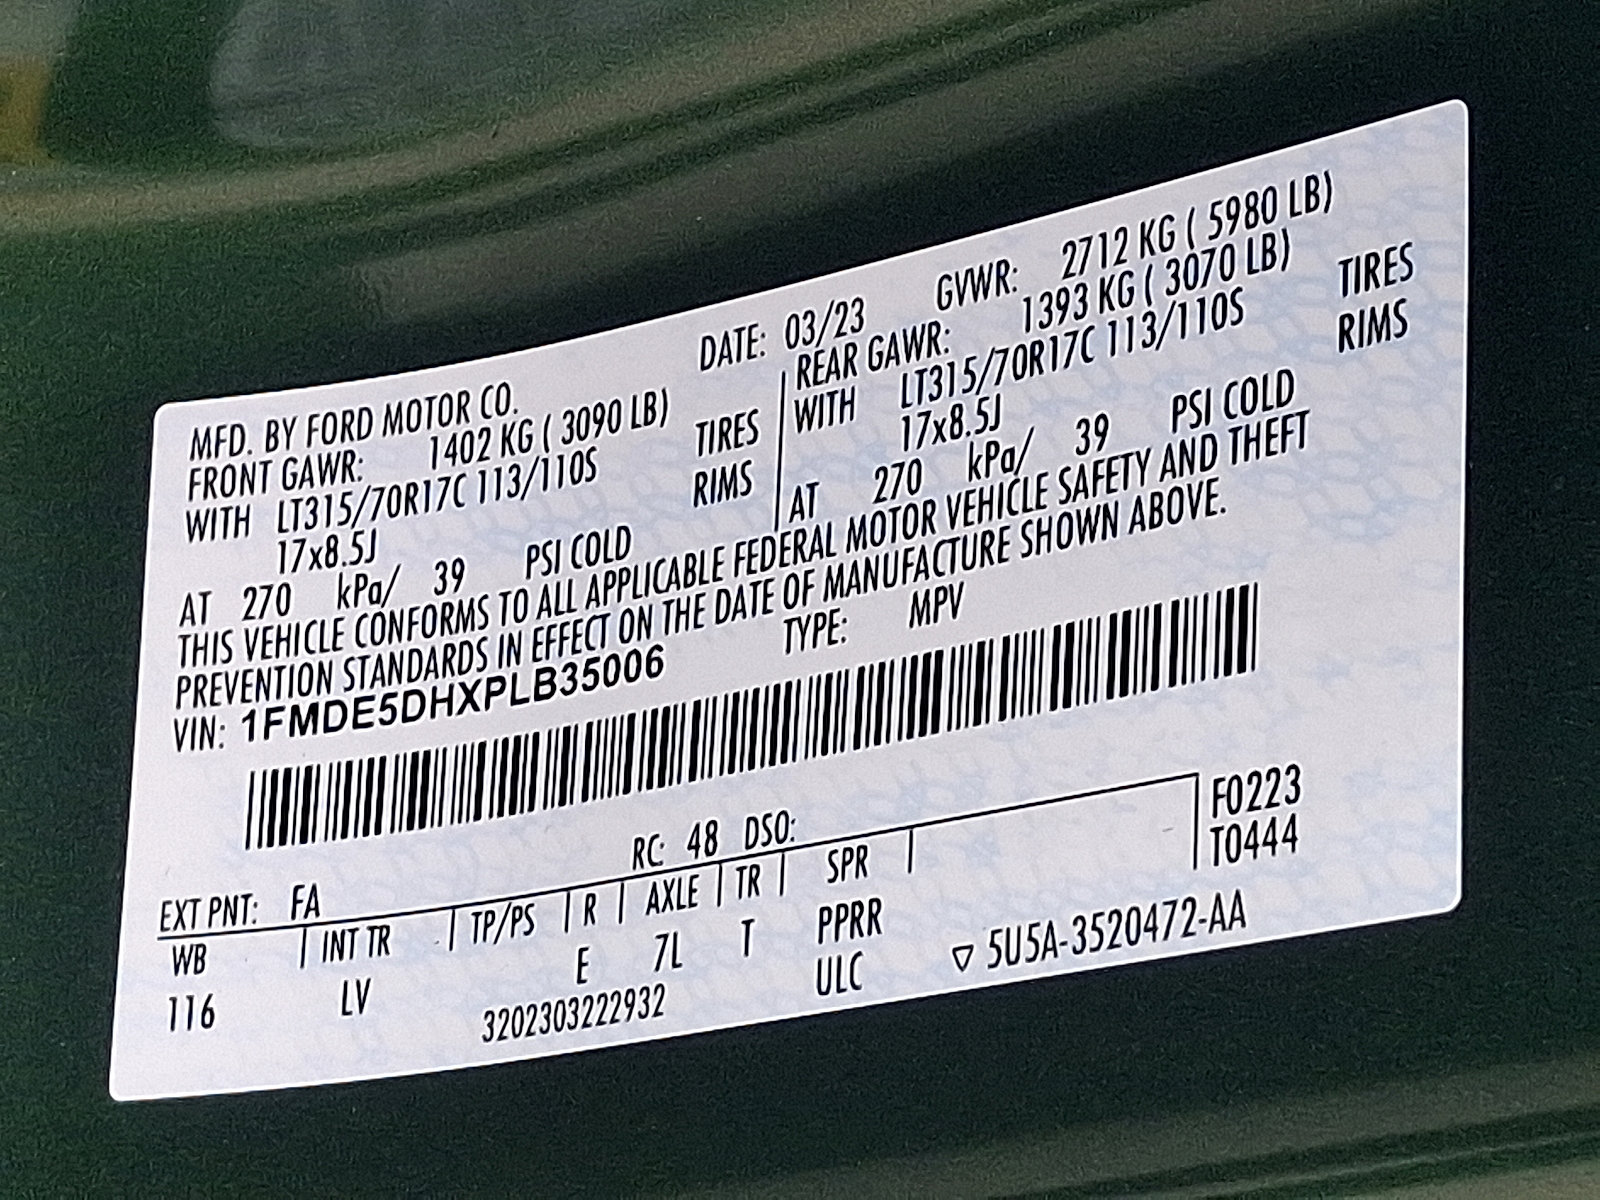 MFD. BY FORD MOTOR CO. DATE: 03/23 GVWR: 2712 KG ( 5980 LB)
FRONT GAWR: 1402 KG ( 3090 LB) REAR GAWR: 1393 KG ( 3070 LB)
WITH LT315/70R17C 113/110S TIRES WITH LT315/70R17C 113/110S TIRES
17x8.5J RIMS 17x8.5J RIMS
AT 270 kPa/ 39 PSI COLD AT 270 kPa/ 39 PSI COLD
THIS VEHICLE CONFORMS TO ALL APPLICABLE FEDERAL MOTOR VEHICLE SAFETY AND THEFT
PREVENTION STANDARDS IN EFFECT ON THE DATE OF MANUFACTURE SHOWN ABOVE.
VIN: 1FMDE5DHXPLB35006 TYPE: MPV
EXT PNT: FA RC: 48 DSO: F0223
WB INT TR TP/PS R AXLE TR SPR T0444
116 LV E 7L T PPRR
3202303222932 ULC ▽ 5U5A-3520472-AA